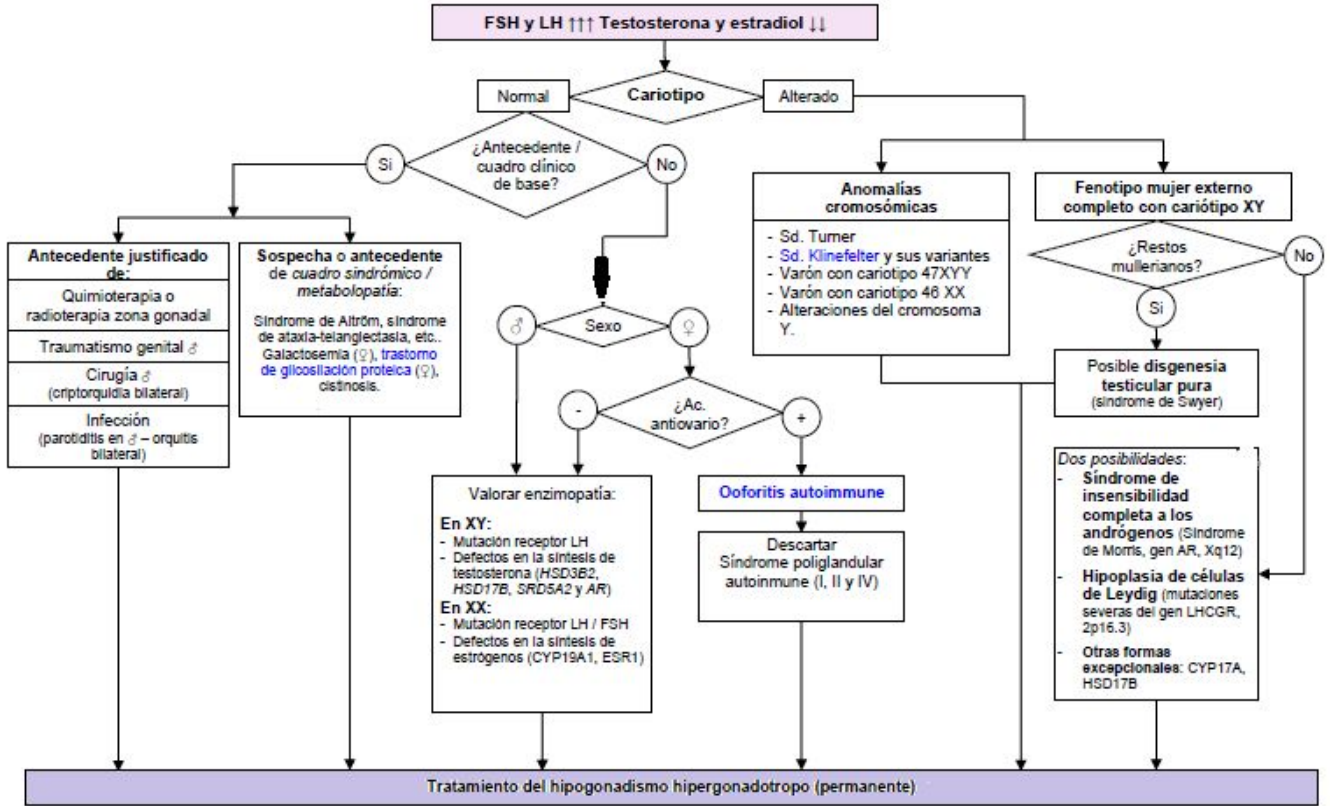 FSH y LH ↑↑↑ Testosterona y estradiol ↓↓
Cariotipo
Normal
Alterado
¿Antecedente /
cuadro clínico
de base?
Si
No
Antecedente justificado
de:
Quimioterapia o
radioterapia zona gonadal
Traumatismo genital ♂
Cirugía ♂
(criptorquidia bilateral)
Infección
(parotiditis en ♂ – orquitis
bilateral)
Sospecha o antecedente
de cuadro sindrómico /
metabolopatía:
Síndrome de Altröm, síndrome
de ataxia-telangiectasia, etc..
Galactosemia (♀), trastorno
de glicosilación proteica (♀),
cistinosis.
Sexo
♂
♀
¿Ac.
antiovario?
-
+
Valorar enzimopatía:
En XY:
- Mutación receptor LH
- Defectos en la síntesis de
testosterona (HSD3B2,
HSD17B, SRD5A2 y AR)
En XX:
- Mutación receptor LH / FSH
- Defectos en la síntesis de
estrógenos (CYP19A1, ESR1)
Ooforitis autoimmune
Descartar
Síndrome poliglandular
autoinmune (I, II y IV)
Anomalías
cromosómicas
- Sd. Turner
- Sd. Klinefelter y sus variantes
- Varón con cariotipo 47XYY
- Varón con cariotipo 46 XX
- Alteraciones del cromosoma
Y.
Fenotipo mujer externo
completo con cariótipo XY
¿Restos
mullerianos?
No
Si
Posible disgenesia
testicular pura
(síndrome de Swyer)
Dos posibilidades:
- Síndrome de
insensibilidad
completa a los
andrógenos (Síndrome
de Morris, gen AR, Xq12)
- Hipoplasia de células
de Leydig (mutaciones
severas del gen LHCGR,
2p16.3)
- Otras formas
excepcionales: CYP17A,
HSD17B
Tratamiento del hipogonadismo hipergonadotropo (permanente)